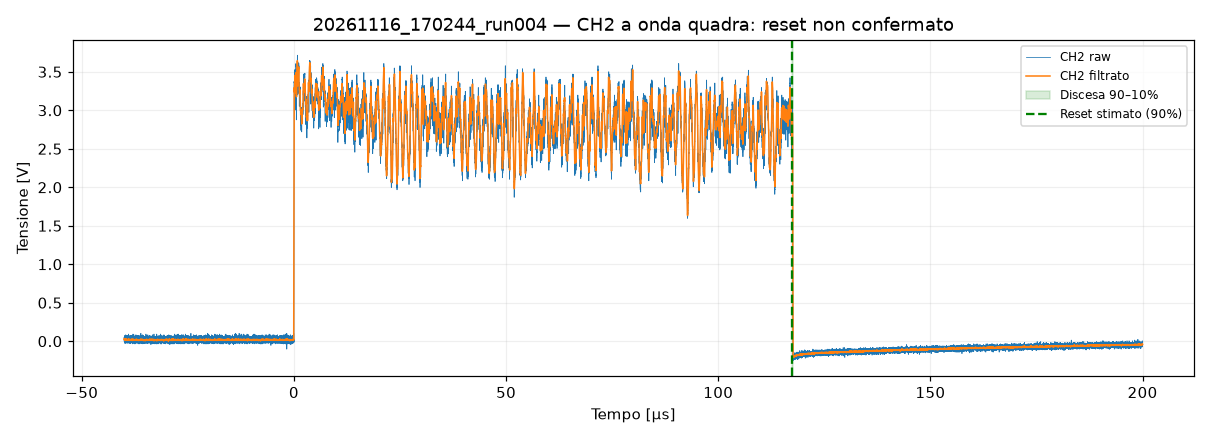 20261116_170244_run004 — CH2 a onda quadra: reset non confermato
CH2 raw
CH2 filtrato
Discesa 90–10%
Reset stimato (90%)
Tensione [V]
3.5
3.0
2.5
2.0
1.5
1.0
0.5
0.0
−50
0
50
100
150
200
Tempo [µs]